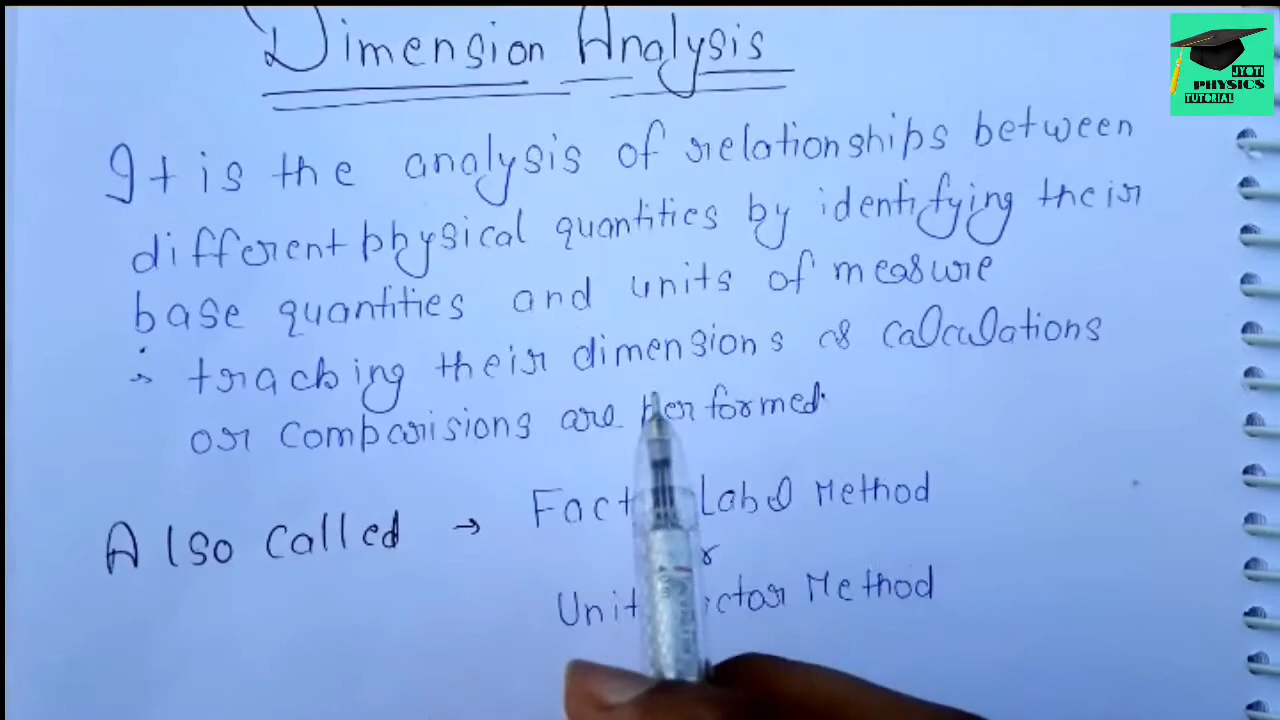 Dimension Analysis
JYOTI
PHYSICS
TUTORIAL
It is the analysis of relationships between
different physical quantities by identifying their
base quantities and units of measure
→ tracking their dimensions as calculations
or comparisions are performed.
Also Called → Fact Label Method
r
Unit ctor Method